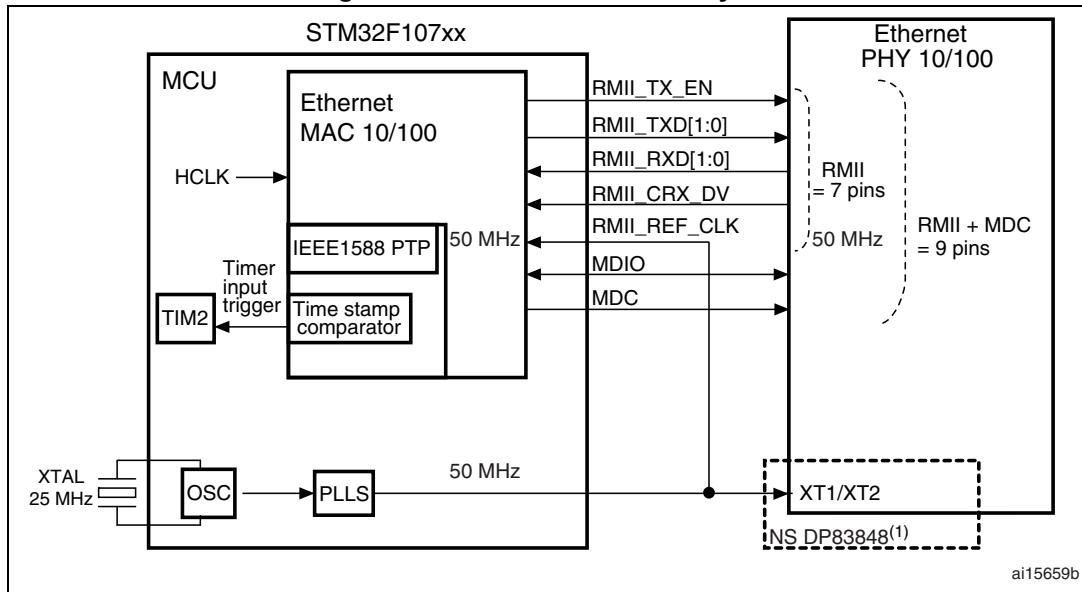 STM32F107xx
MCU
Ethernet
MAC 10/100
HCLK
IEEE1588 PTP
50 MHz
Timer
input
trigger
TIM2
Time stamp
comparator
RMII_TX_EN
RMII_TXD[1:0]
RMII_RXD[1:0]
RMII_CRX_DV
RMII_REF_CLK
MDIO
MDC
Ethernet
PHY 10/100
RMII
= 7 pins
50 MHz
RMII + MDC
= 9 pins
XTAL
25 MHz
OSC
PLLS
50 MHz
XT1/XT2
NS DP83848(1)
ai15659b